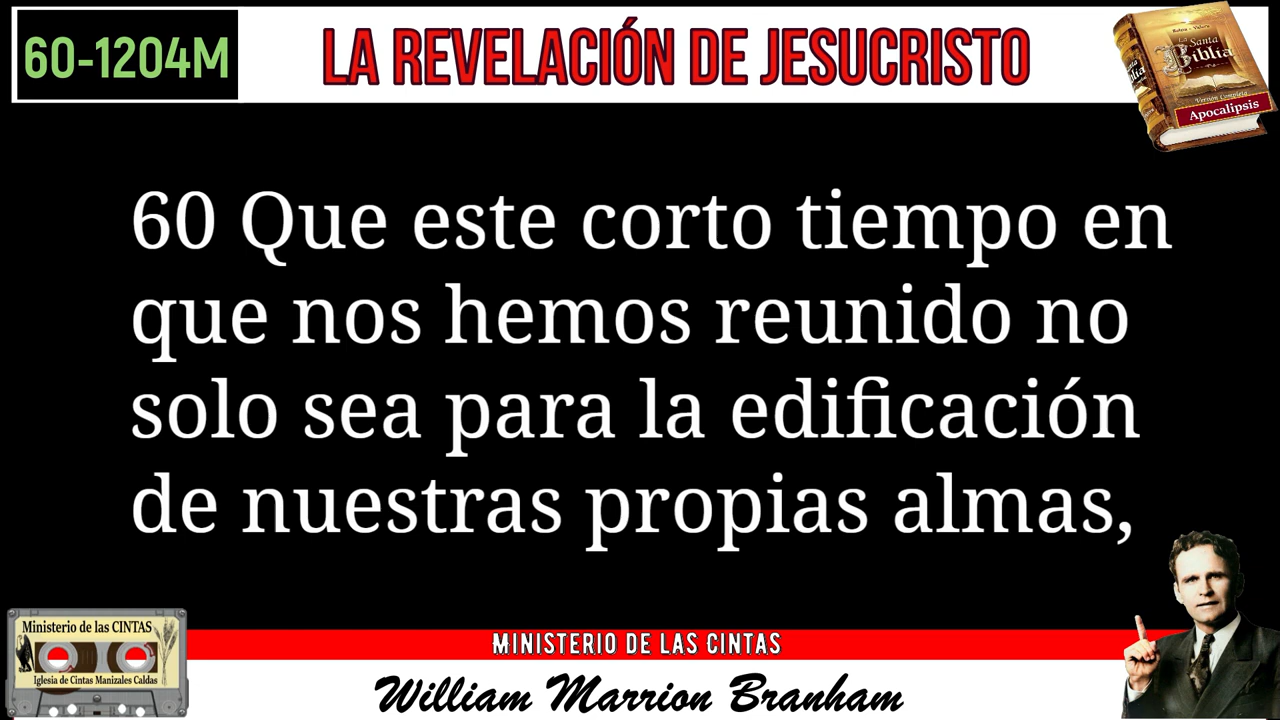 60-1204M
LA REVELACIÓN DE JESUCRISTO
La Santa
Biblia
Versión Completa
Apocalipsis
60 Que este corto tiempo en
que nos hemos reunido no
solo sea para la edificación
de nuestras propias almas,
Ministerio de las CINTAS
Iglesia de Cintas Manizales Caldas
MINISTERIO DE LAS CINTAS
William Marrion Branham